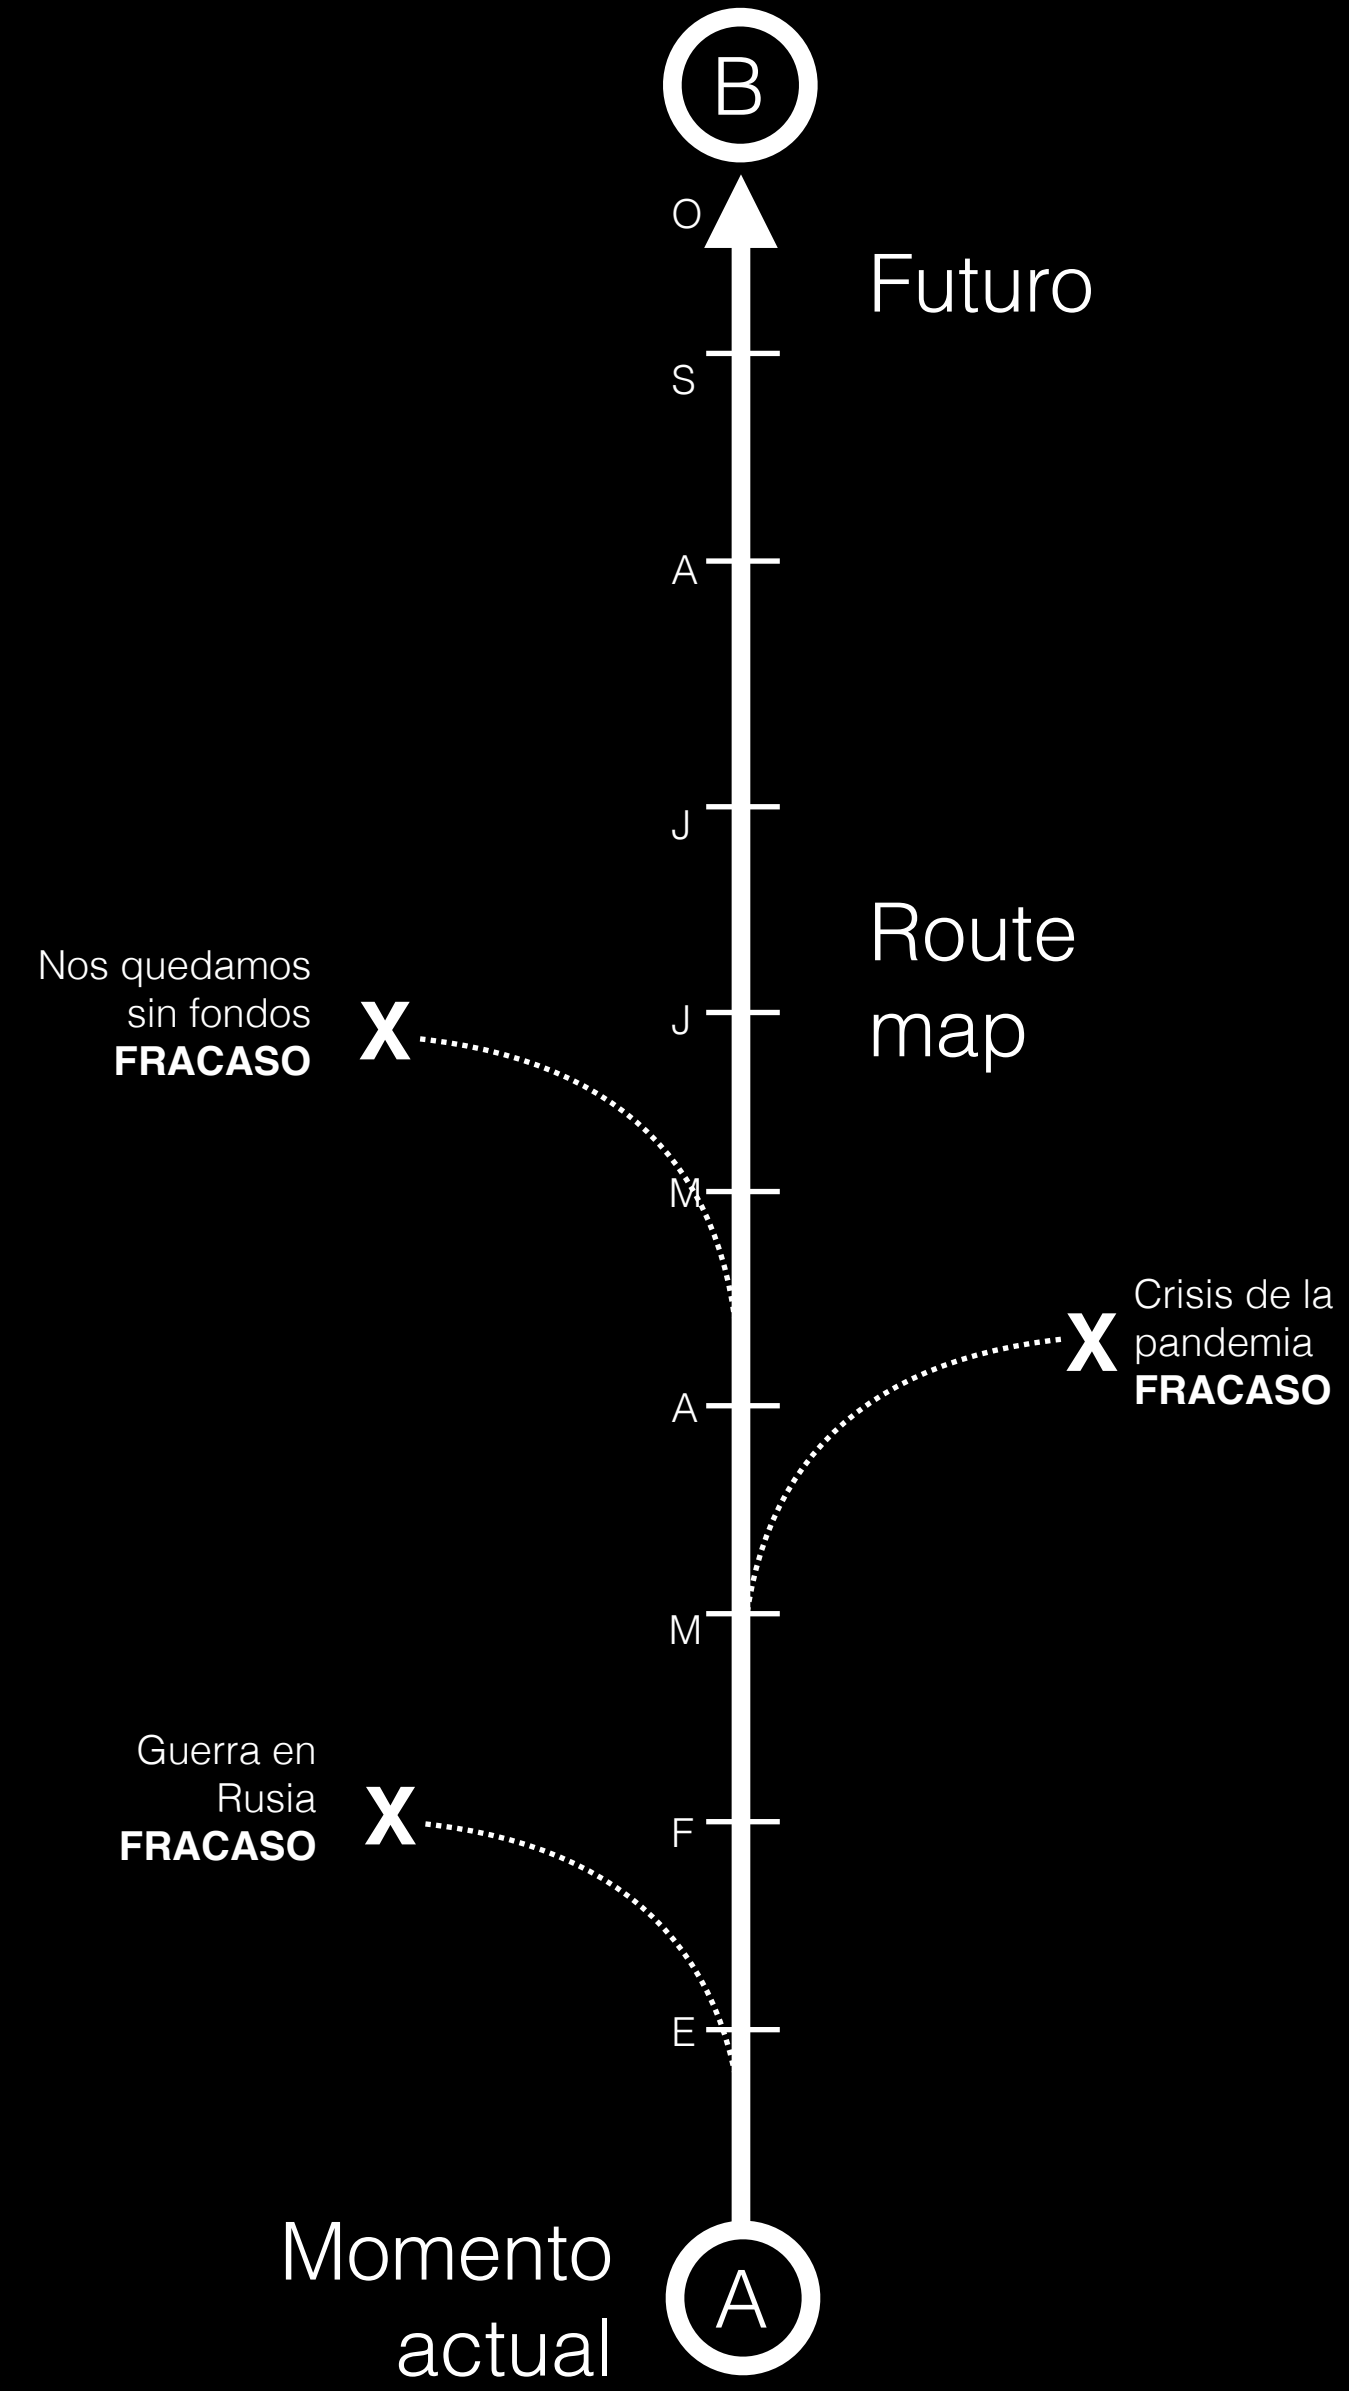 B
O
Futuro
S
A
J
Route
map
Nos quedamos
sin fondos
FRACASO
X
J
M
Crisis de la
pandemia
FRACASO
X
A
M
Guerra en
Rusia
FRACASO
X
F
E
Momento
actual
A